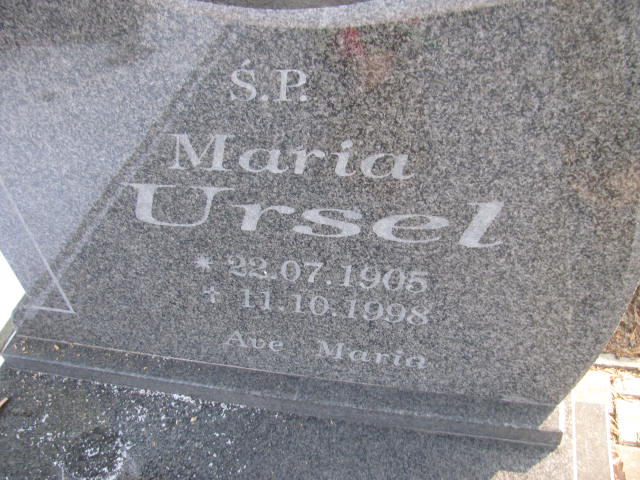 Ś.P.
Maria
Ursel
* 22.07.1905
+ 11.10.1998
Ave Maria